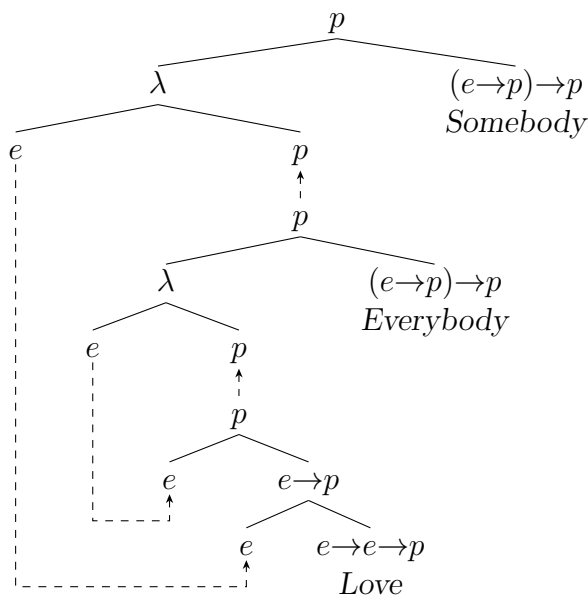 p
λ (e→p)→p
Somebody
e p
p
λ (e→p)→p
Everybody
e p
p
e e→p
e e→e→p
Love